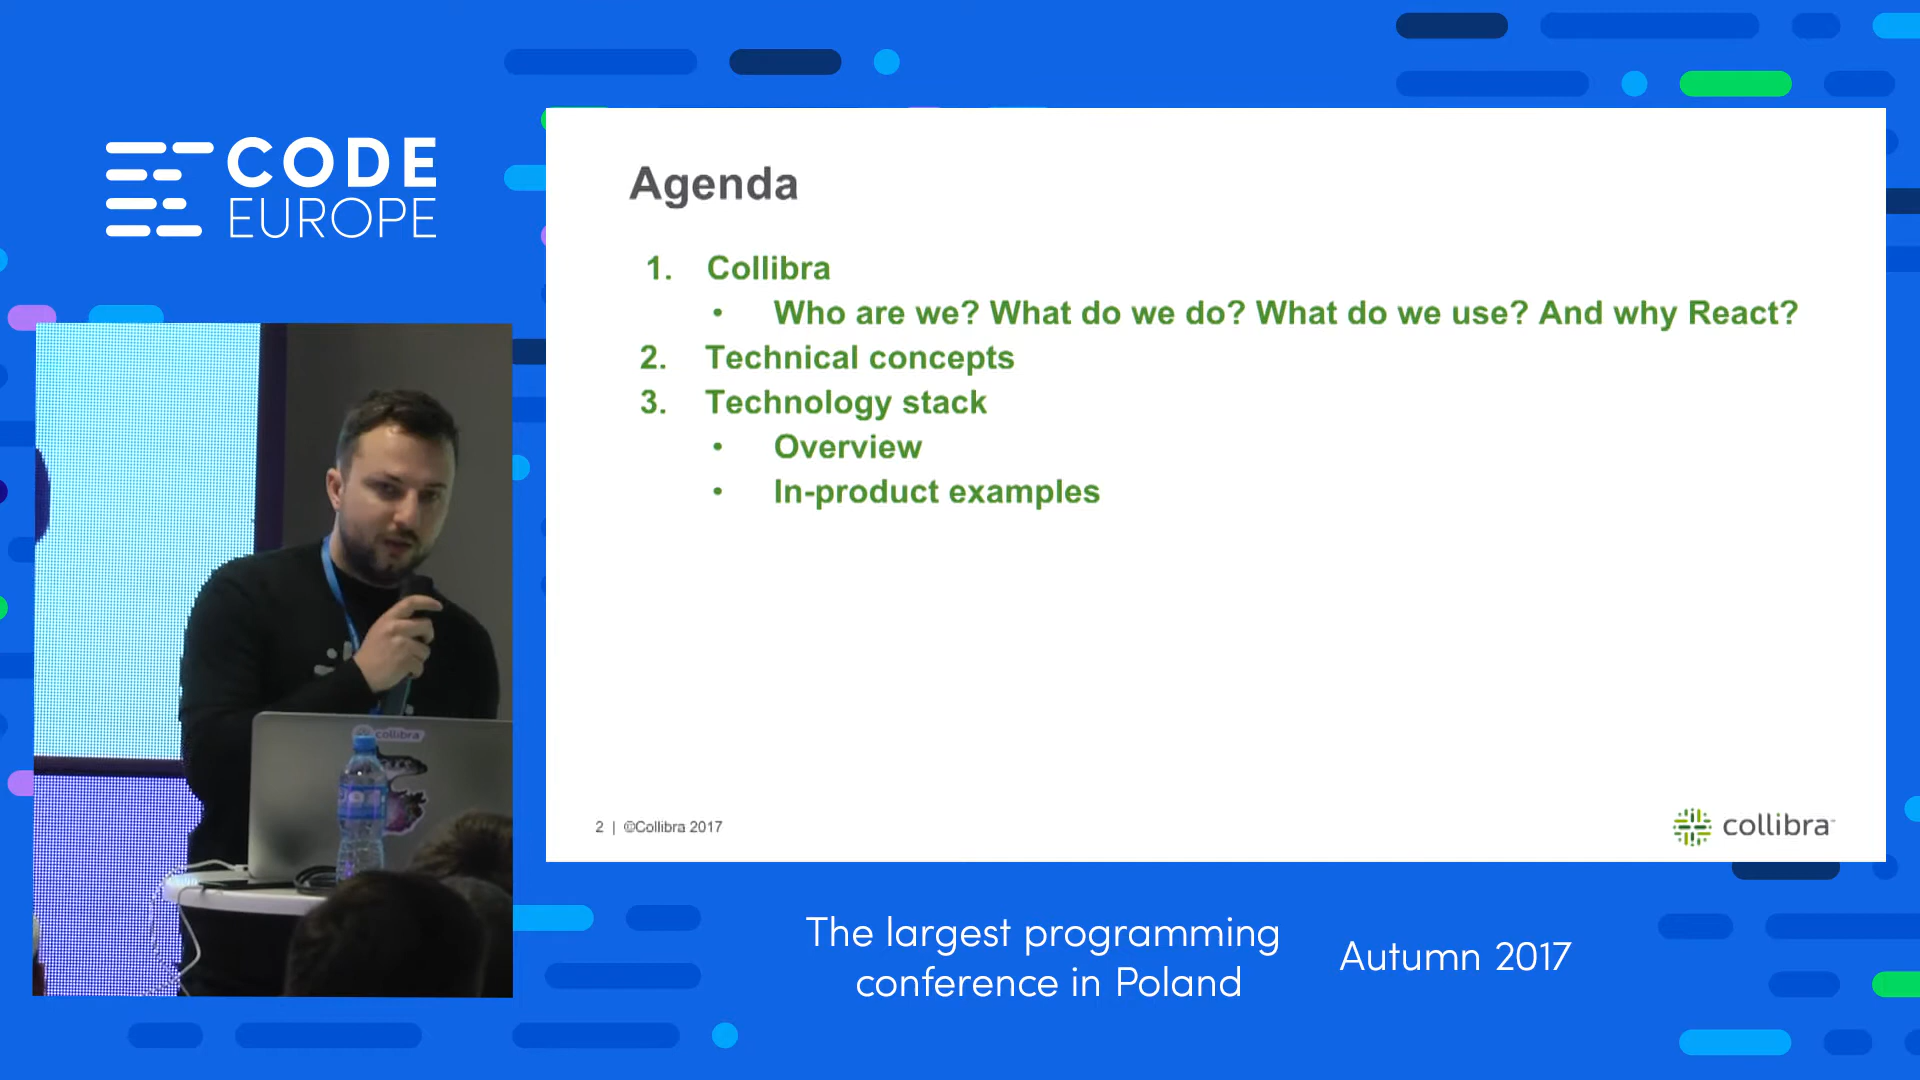 CODE
EUROPE
Agenda
1. Collibra
• Who are we? What do we do? What do we use? And why React?
2. Technical concepts
3. Technology stack
• Overview
• In-product examples
2 | ©Collibra 2017
collibra™
collibra
The largest programming
conference in Poland
Autumn 2017